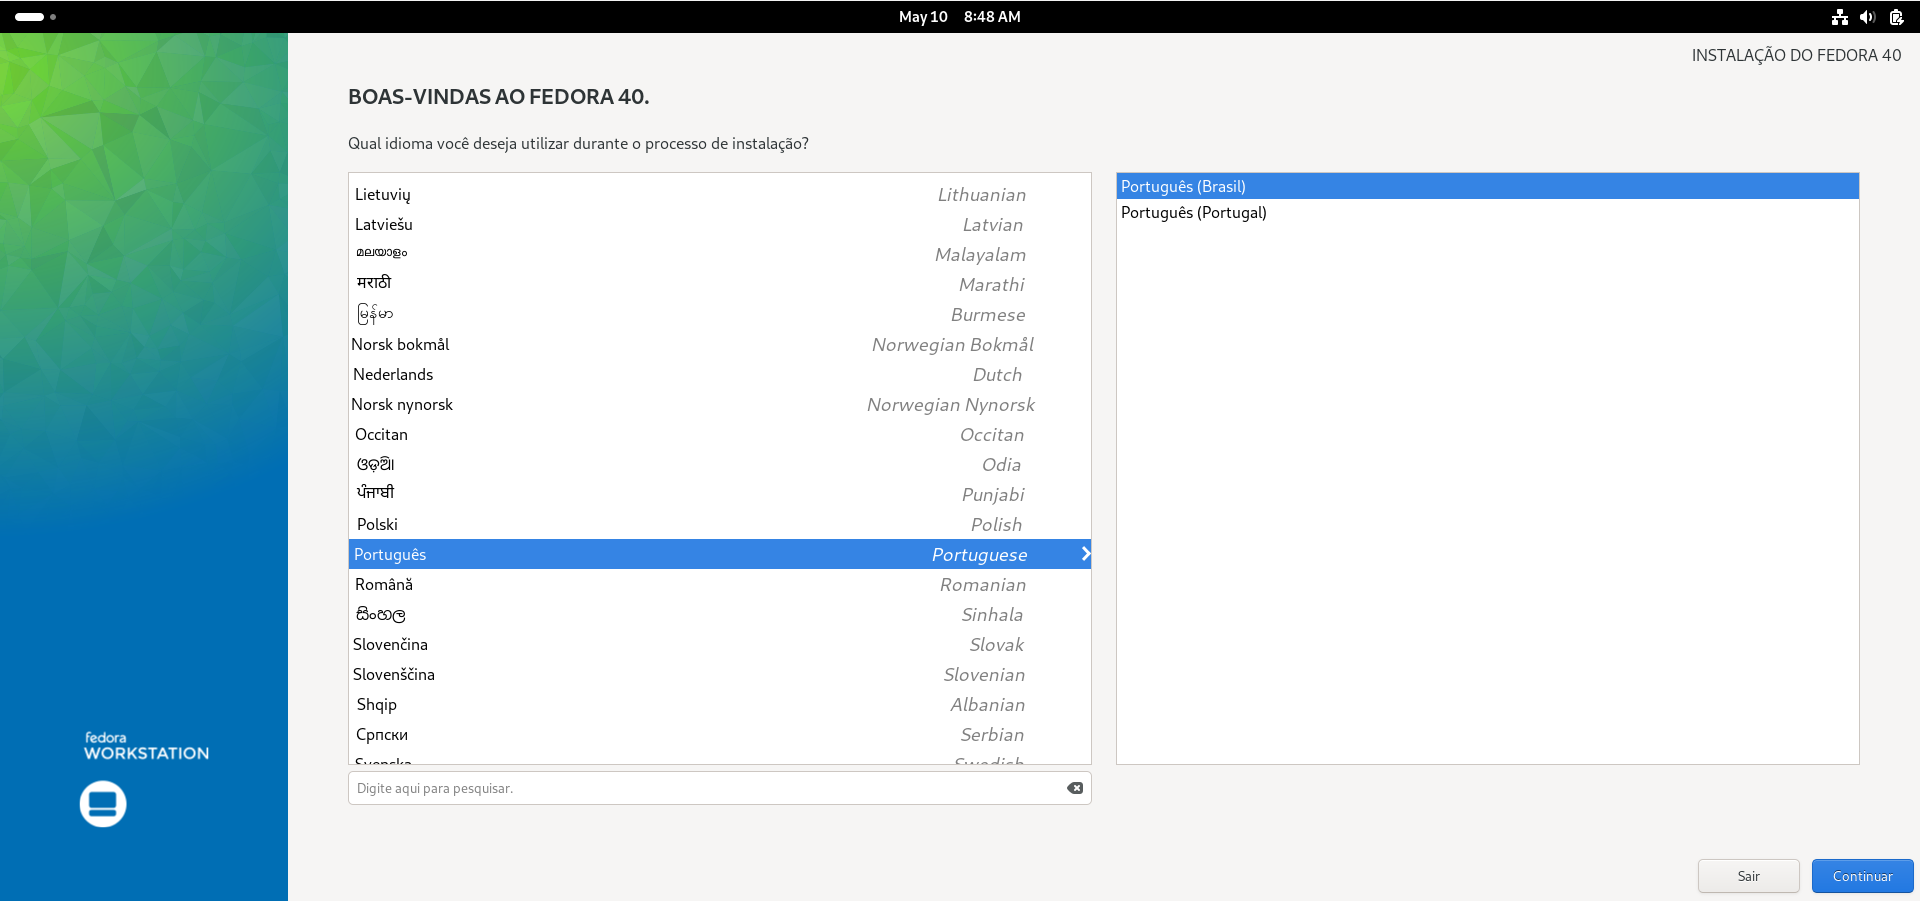 May 10 8:48 AM
INSTALAÇÃO DO FEDORA 40
BOAS-VINDAS AO FEDORA 40.
Qual idioma você deseja utilizar durante o processo de instalação?
Lietuvių Lithuanian
Latviešu Latvian
മലയാളം Malayalam
मराठी Marathi
မြန်မာ Burmese
Norsk bokmål Norwegian Bokmål
Nederlands Dutch
Norsk nynorsk Norwegian Nynorsk
Occitan Occitan
ଓଡ଼ିଆ Odia
ਪੰਜਾਬੀ Punjabi
Polski Polish
Português Portuguese
Română Romanian
සිංහල Sinhala
Slovenčina Slovak
Slovenščina Slovenian
Shqip Albanian
Српски Serbian
Svenska Swedish
Digite aqui para pesquisar.
Português (Brasil)
Português (Portugal)
fedora
WORKSTATION
Sair Continuar